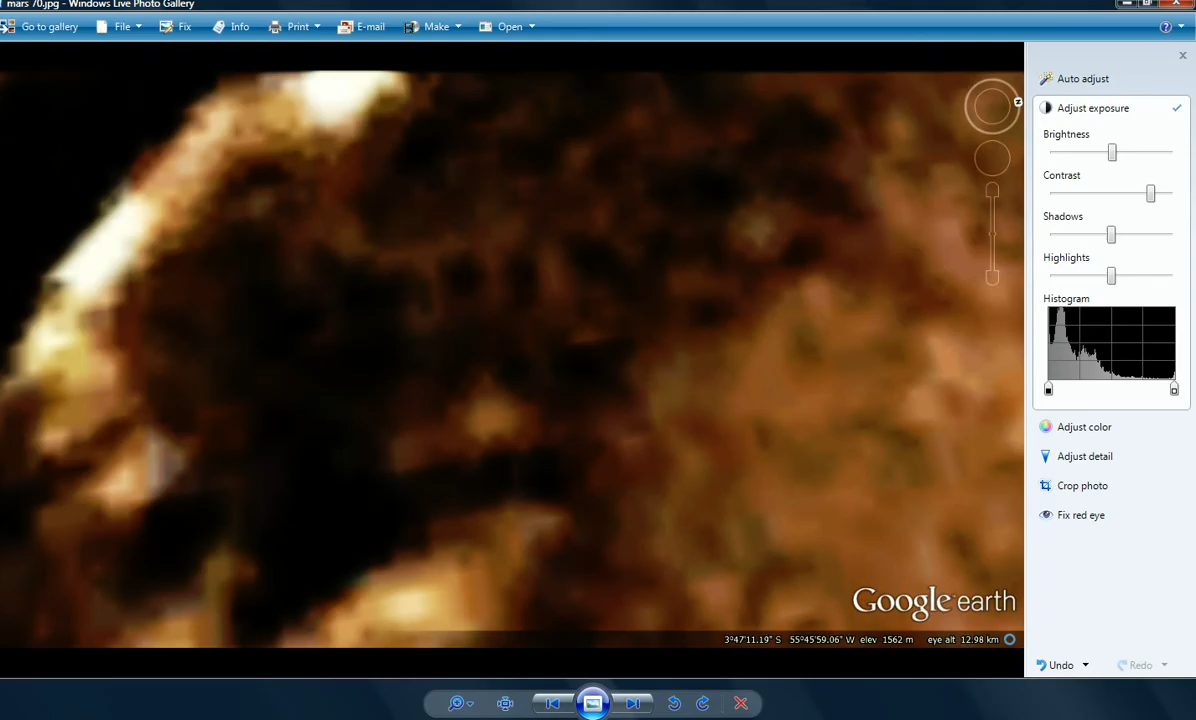 mars 70.jpg - Windows Live Photo Gallery
Go to gallery File Fix Info Print E-mail Make Open
Auto adjust
Adjust exposure
Brightness
Contrast
Shadows
Highlights
Histogram
Adjust color
Adjust detail
Crop photo
Fix red eye
Google earth
3°47'11.19" S 55°45'59.06" W elev 1562 m eye alt 12.98 km
Undo Redo